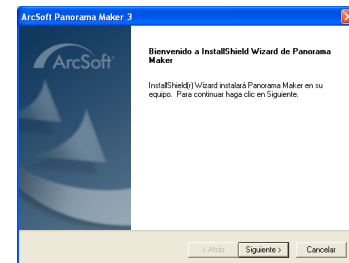 ArcSoft Panorama Maker 3
ArcSoft
Bienvenido a InstallShield Wizard de Panorama
Maker
InstallShield(r) Wizard instalará Panorama Maker en su
equipo. Para continuar haga clic en Siguiente.
< Atrás
Siguiente >
Cancelar